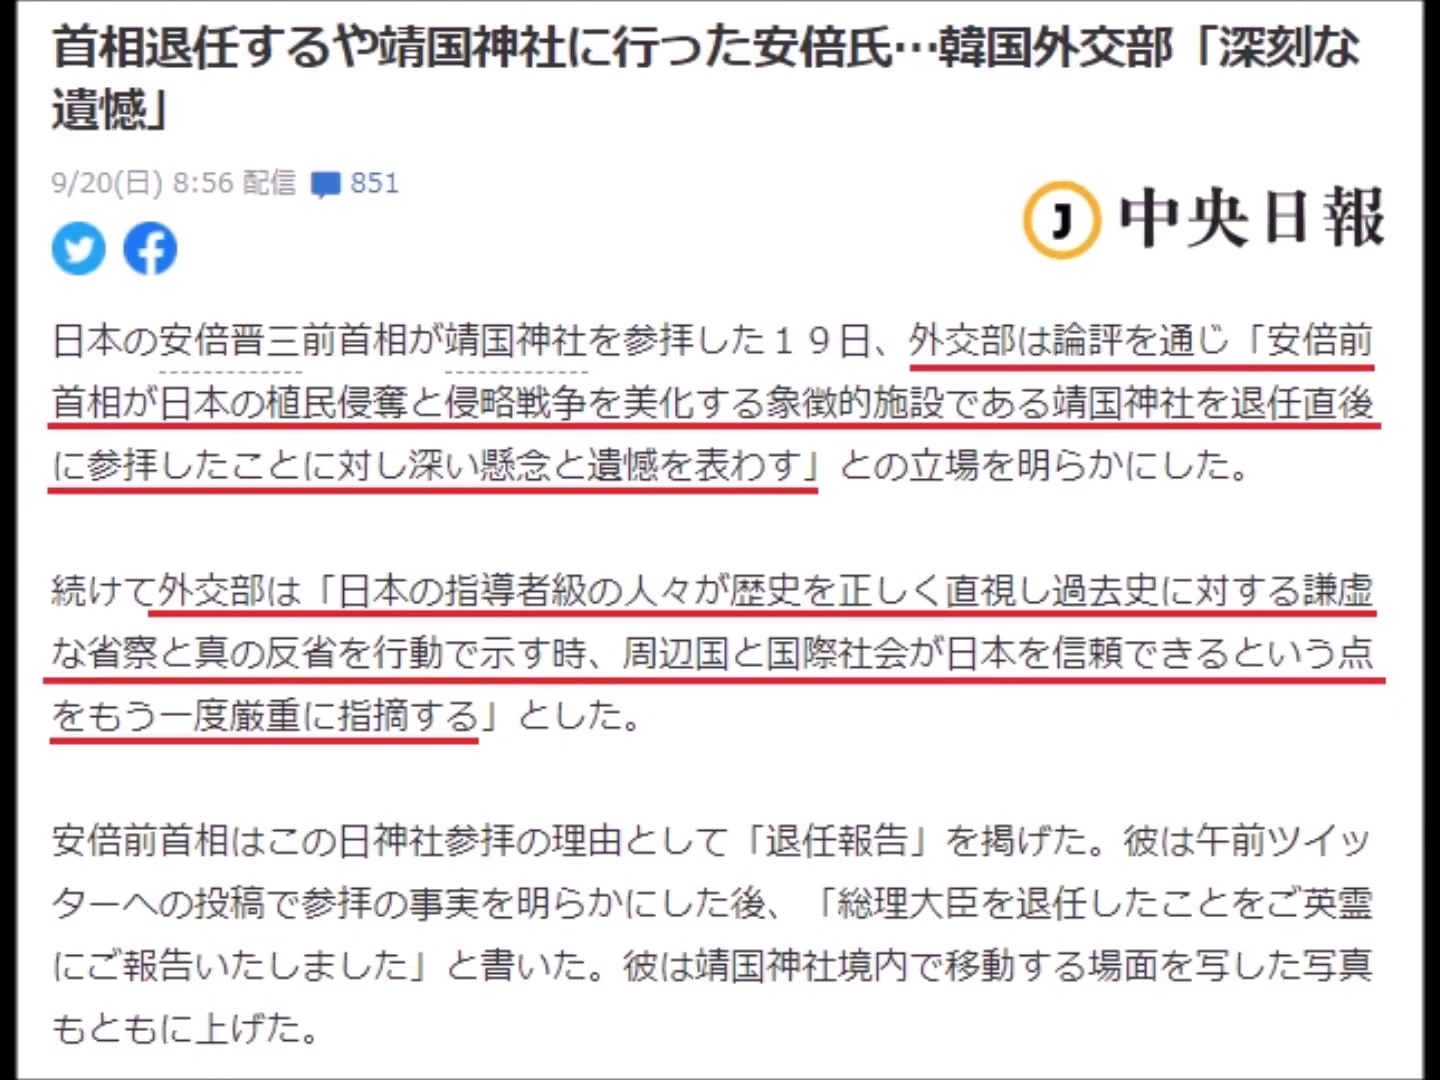 首相退任するや靖国神社に行った安倍氏…韓国外交部「深刻な
遺憾」
9/20(日) 8:56 配信 851
J 中央日報
日本の安倍晋三前首相が靖国神社を参拝した１９日、外交部は論評を通じ「安倍前
首相が日本の植民侵奪と侵略戦争を美化する象徴的施設である靖国神社を退任直後
に参拝したことに対し深い懸念と遺憾を表わす」との立場を明らかにした。
続けて外交部は「日本の指導者級の人々が歴史を正しく直視し過去史に対する謙虚
な省察と真の反省を行動で示す時、周辺国と国際社会が日本を信頼できるという点
をもう一度厳重に指摘する」とした。
安倍前首相はこの日神社参拝の理由として「退任報告」を掲げた。彼は午前ツイッ
ターへの投稿で参拝の事実を明らかにした後、「総理大臣を退任したことをご英霊
にご報告いたしました」と書いた。彼は靖国神社境内で移動する場面を写した写真
もともに上げた。